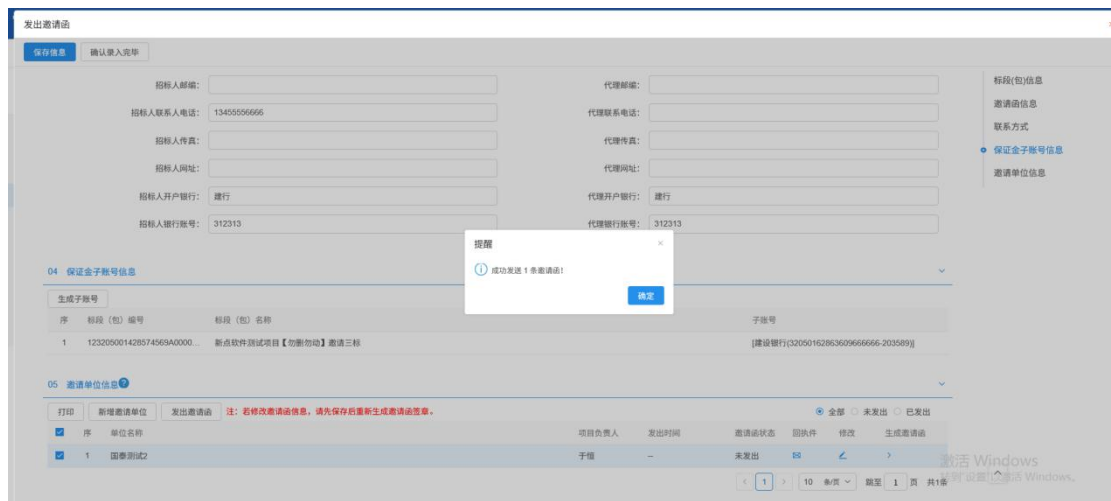 发出邀请函
保存信息 确认录入完毕
招标人邮编： 代理邮编：
招标人联系人电话： 13455556666 代理联系电话：
招标人传真： 代理传真：
招标人网址： 代理网址：
招标人开户银行： 建行 代理开户银行： 建行
招标人银行账号： 312313 代理银行账号： 312313
标段(包)信息
邀请函信息
联系方式
保证金子账号信息
邀请单位信息
提醒 ×
成功发送 1 条邀请函！
确定
04 保证金子账号信息
生成子账号
序 标段（包）编号 标段（包）名称 子账号
1 123205001428574569A0000... 新点软件测试项目【勿删勿动】邀请三标 [建设银行(32050162863609666666-203589)]
05 邀请单位信息
打印 新增邀请单位 发出邀请函 注：若修改邀请函信息，请先保存后重新生成邀请函签章。 全部 未发出 已发出
序 单位名称 项目负责人 发出时间 邀请函状态 回执件 修改 生成邀请函
1 国泰测试2 于恒 -- 未发出
1 10 条/页 跳至 1 页 共1条
激活 Windows